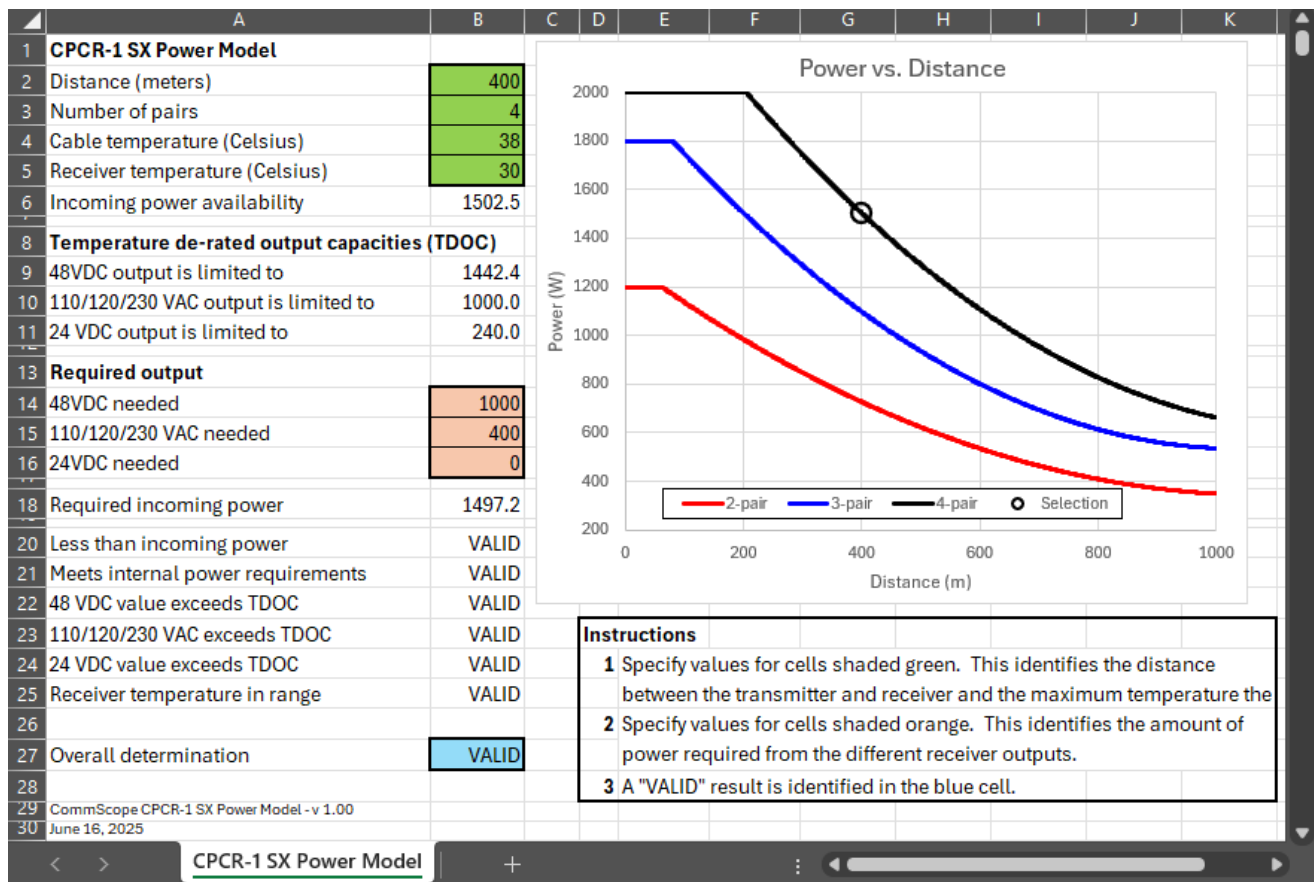 A B C D E F G H I J K
1 CPCR-1 SX Power Model
2 Distance (meters) 400
3 Number of pairs 4
4 Cable temperature (Celsius) 38
5 Receiver temperature (Celsius) 30
6 Incoming power availability 1502.5
8 Temperature de-rated output capacities (TDOC)
9 48VDC output is limited to 1442.4
10 110/120/230 VAC output is limited to 1000.0
11 24 VDC output is limited to 240.0
13 Required output
14 48VDC needed 1000
15 110/120/230 VAC needed 400
16 24VDC needed 0
18 Required incoming power 1497.2
20 Less than incoming power VALID
21 Meets internal power requirements VALID
22 48 VDC value exceeds TDOC VALID
23 110/120/230 VAC exceeds TDOC VALID
24 24 VDC value exceeds TDOC VALID
25 Receiver temperature in range VALID
26
27 Overall determination VALID
28
29 CommScope CPCR-1 SX Power Model - v 1.00
30 June 16, 2025
Power vs. Distance
Power (W)
2000
1800
1600
1400
1200
1000
800
600
400
200
2-pair 3-pair 4-pair Selection
0 200 400 600 800 1000
Distance (m)
Instructions
1 Specify values for cells shaded green. This identifies the distance
between the transmitter and receiver and the maximum temperature the
2 Specify values for cells shaded orange. This identifies the amount of
power required from the different receiver outputs.
3 A "VALID" result is identified in the blue cell.
CPCR-1 SX Power Model